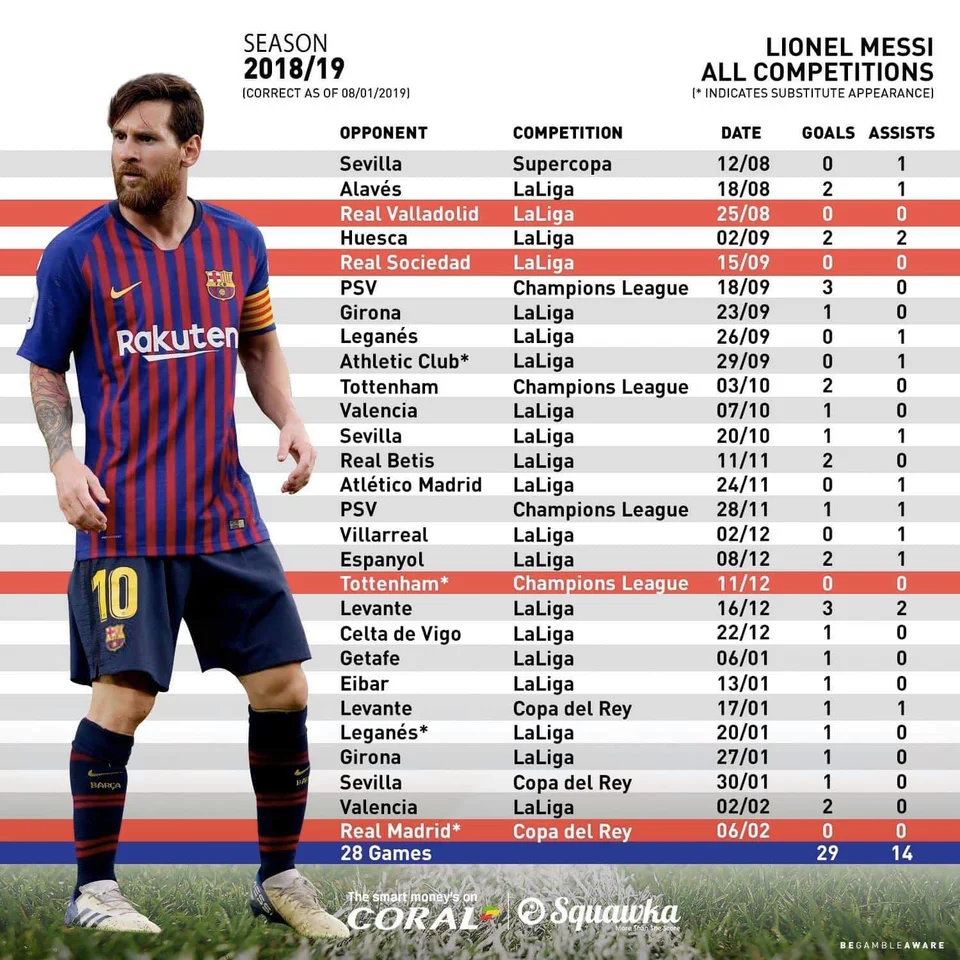 SEASON
2018/19
(CORRECT AS OF 08/01/2019)
LIONEL MESSI
ALL COMPETITIONS
(* INDICATES SUBSTITUTE APPEARANCE)
OPPONENT COMPETITION DATE GOALS ASSISTS
Sevilla Supercopa 12/08 0 1
Alavés LaLiga 18/08 2 1
Real Valladolid LaLiga 25/08 0 0
Huesca LaLiga 02/09 2 2
Real Sociedad LaLiga 15/09 0 0
PSV Champions League 18/09 3 0
Girona LaLiga 23/09 1 0
Leganés LaLiga 26/09 0 1
Athletic Club* LaLiga 29/09 0 1
Tottenham Champions League 03/10 2 0
Valencia LaLiga 07/10 1 0
Sevilla LaLiga 20/10 1 1
Real Betis LaLiga 11/11 2 0
Atlético Madrid LaLiga 24/11 0 1
PSV Champions League 28/11 1 1
Villarreal LaLiga 02/12 0 1
Espanyol LaLiga 08/12 2 1
Tottenham* Champions League 11/12 0 0
Levante LaLiga 16/12 3 2
Celta de Vigo LaLiga 22/12 1 0
Getafe LaLiga 06/01 1 0
Eibar LaLiga 13/01 1 0
Levante Copa del Rey 17/01 1 1
Leganés* LaLiga 20/01 1 0
Girona LaLiga 27/01 1 0
Sevilla Copa del Rey 30/01 1 0
Valencia LaLiga 02/02 2 0
Real Madrid* Copa del Rey 06/02 0 0
28 Games 29 14
Rakuten
10
BARÇA
The smart money's on
CORAL
Squawka
More Than The Score
BEGAMBLEAWARE